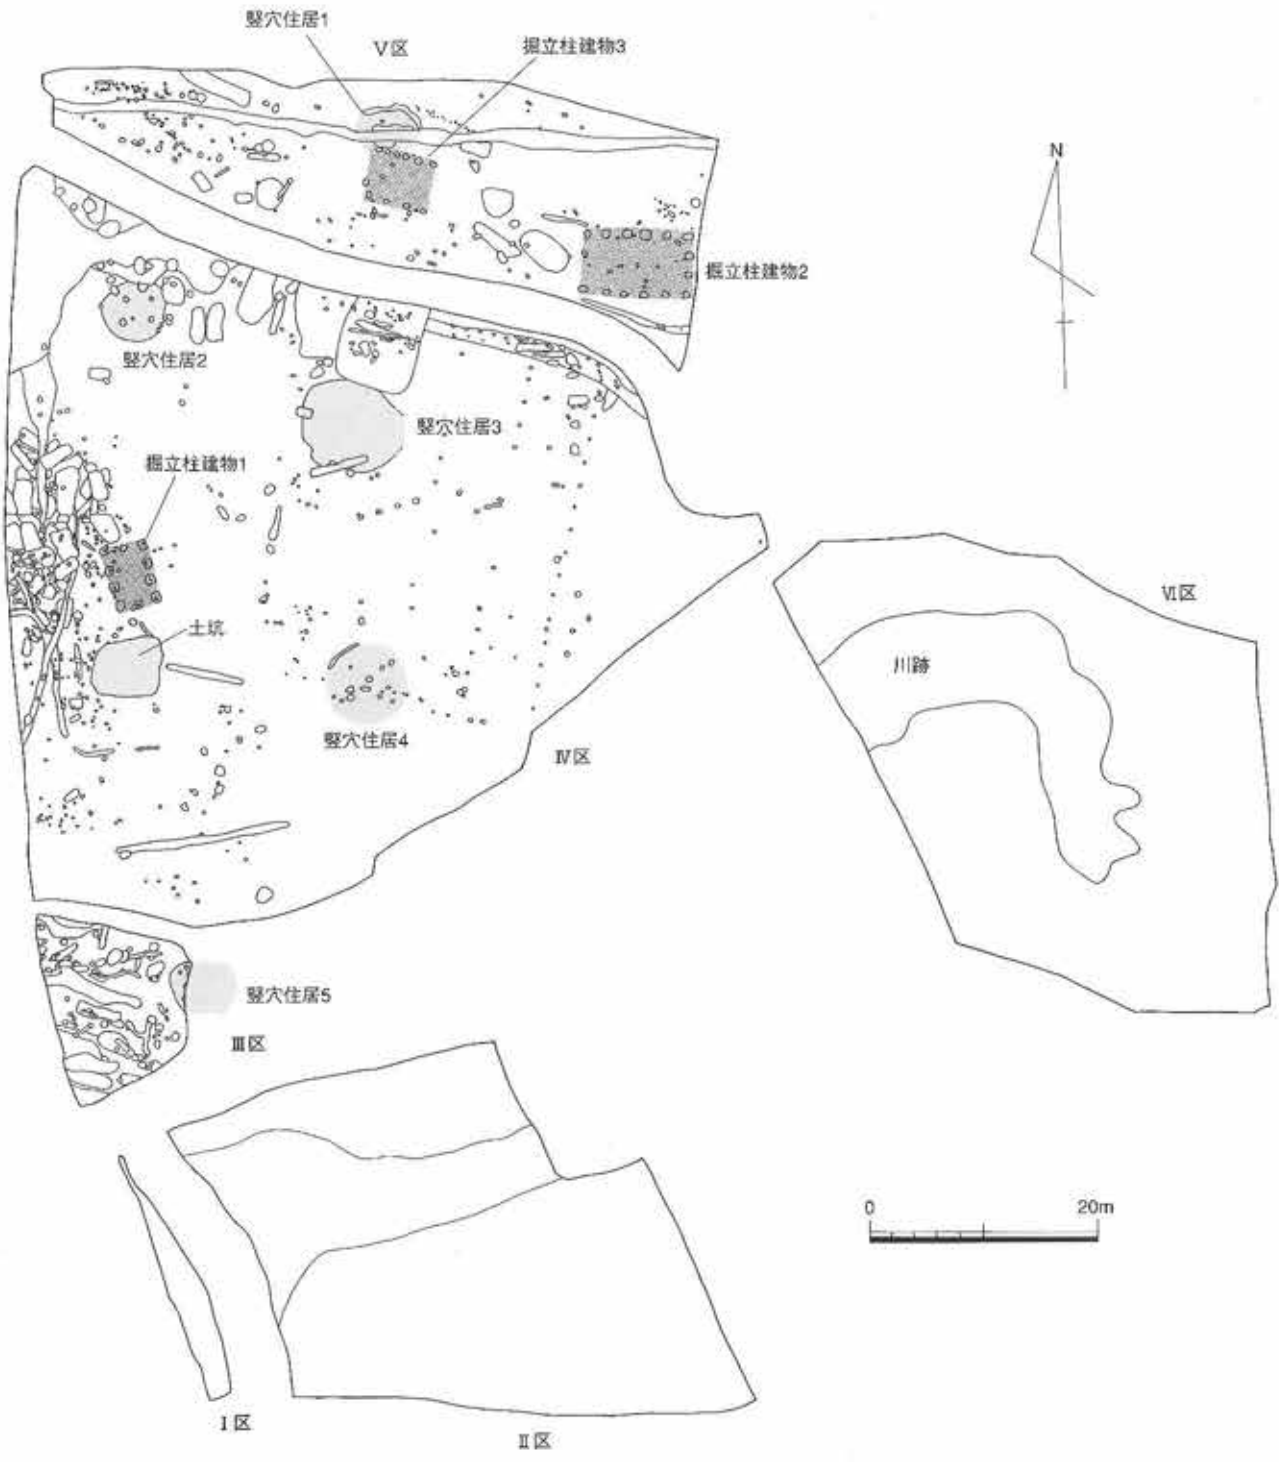 竪穴住居1
V区
掘立柱建物3
N
掘立柱建物2
竪穴住居2
竪穴住居3
掘立柱建物1
土坑
竪穴住居4
Ⅳ区
Ⅵ区
川跡
竪穴住居5
Ⅲ区
0 20m
Ⅰ区
Ⅱ区